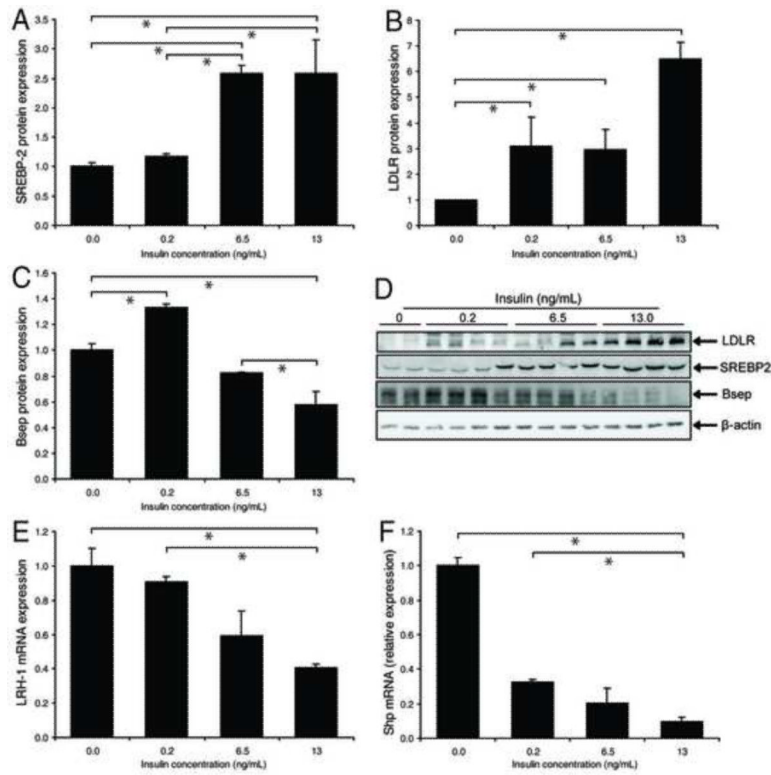 A
SREBP-2 protein expression
3.5
3.0
2.5
2.0
1.5
1.0
0.5
0.0
* * * *
0.0 0.2 6.5 13
Insulin concentration (ng/mL)
B
LDLR protein expression
8
7
6
5
4
3
2
1
0
* * *
0.0 0.2 6.5 13
Insulin concentration (ng/mL)
C
Bsep protein expression
1.6
1.4
1.2
1.0
0.8
0.6
0.4
0.2
0.0
* * *
0.0 0.2 6.5 13
Insulin concentration (ng/mL)
D
Insulin (ng/mL)
0 0.2 6.5 13.0
LDLR
SREBP2
Bsep
β-actin
E
LRH-1 mRNA expression
1.2
1.0
0.8
0.6
0.4
0.2
0.0
* *
0.0 0.2 6.5 13
Insulin concentration (ng/mL)
F
Shp mRNA (relative expression)
1.2
1.0
0.8
0.6
0.4
0.2
0.0
* *
0.0 0.2 6.5 13
Insulin concentration (ng/mL)